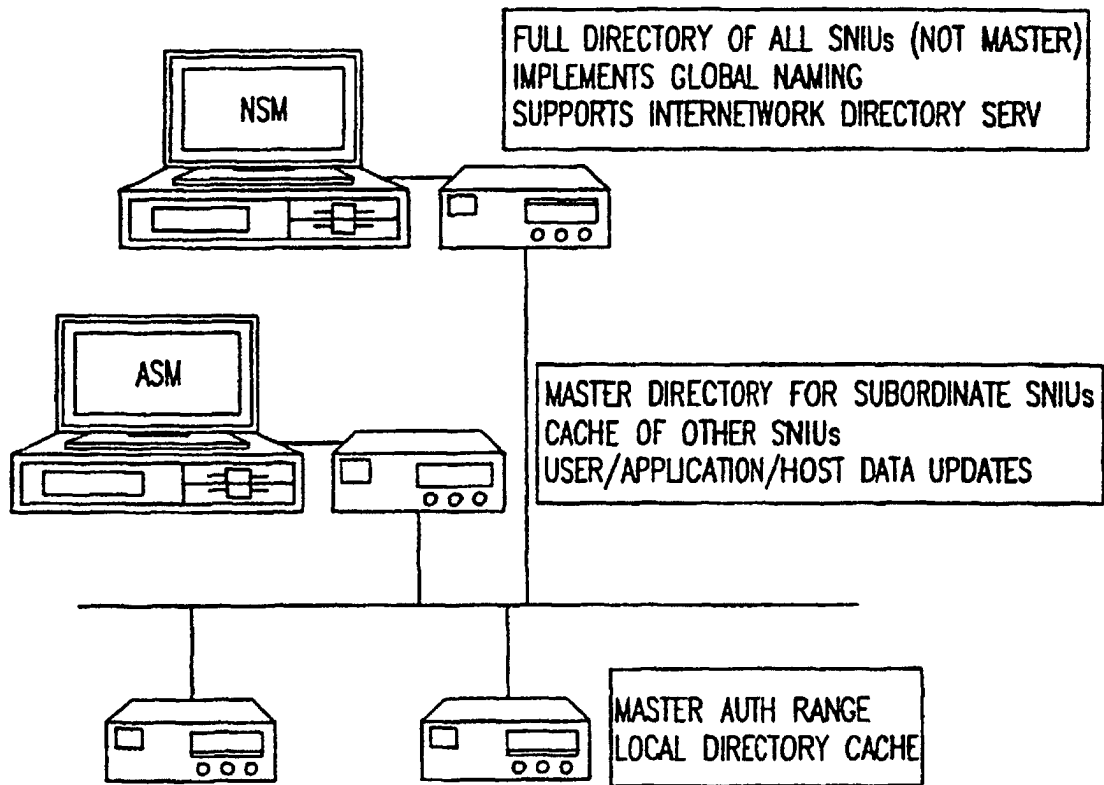 FULL DIRECTORY OF ALL SNIUs (NOT MASTER)
IMPLEMENTS GLOBAL NAMING
SUPPORTS INTERNETWORK DIRECTORY SERV
NSM
ASM
MASTER DIRECTORY FOR SUBORDINATE SNIUs
CACHE OF OTHER SNIUs
USER/APPLICATION/HOST DATA UPDATES
MASTER AUTH RANGE
LOCAL DIRECTORY CACHE